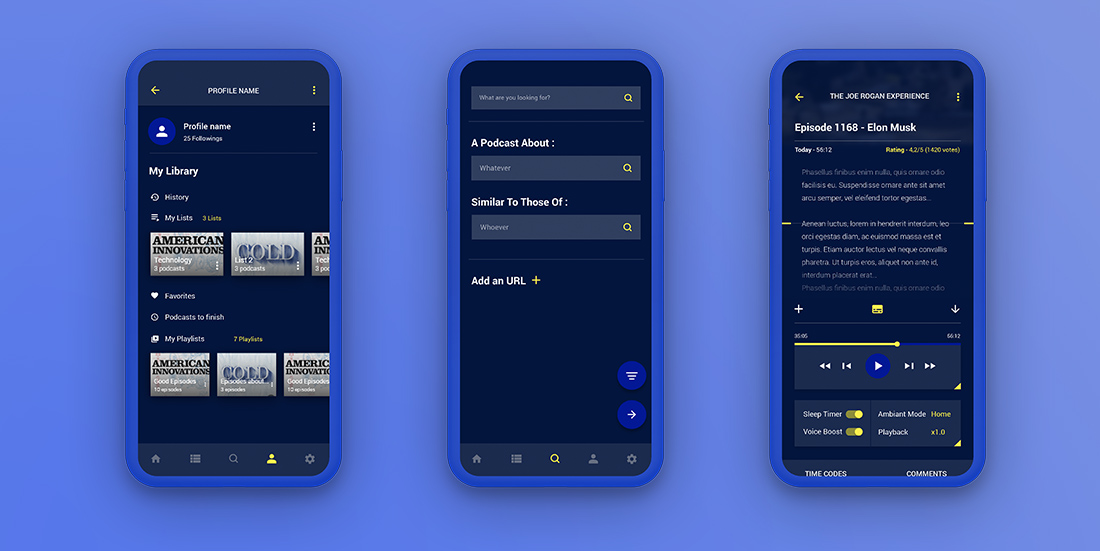 PROFILE NAME
Profile name
25 Followings
My Library
History
My Lists 3 Lists
AMERICAN
INNOVATIONS
Technology
3 podcasts
COLD
List 2
3 podcasts
AMERI
INNOVA
Favorites
Podcasts to finish
My Playlists 7 Playlists
AMERICAN
INNOVATIONS
Good Episodes
10 episodes
COLD
Episodes about...
3 episodes
AMERICA
INNOVATI
Good Epis
10 episodes
What are you looking for?
A Podcast About :
Whatever
Similar To Those Of :
Whoever
Add an URL +
THE JOE ROGAN EXPERIENCE
Episode 1168 - Elon Musk
Today - 56:12 Rating - 4,2/5 (1420 votes)
Phasellus finibus enim nulla, quis ornare odio
facilisis eu. Suspendisse ornare ante sit amet
arcu semper, vel eleifend tortor egestas...
Aenean luctus, lorem in hendrerit interdum, leo
orci egestas diam, ac euismod massa est et
turpis. Etiam auctor lectus vel neque convallis
pharetra. Ut turpis eros, aliquet non ante id,
interdum placerat erat...
Phasellus finibus enim nulla, quis ornare odio
35:05 56:12
Sleep Timer Ambiant Mode Home
Voice Boost Playback x1.0
TIME CODES COMMENTS